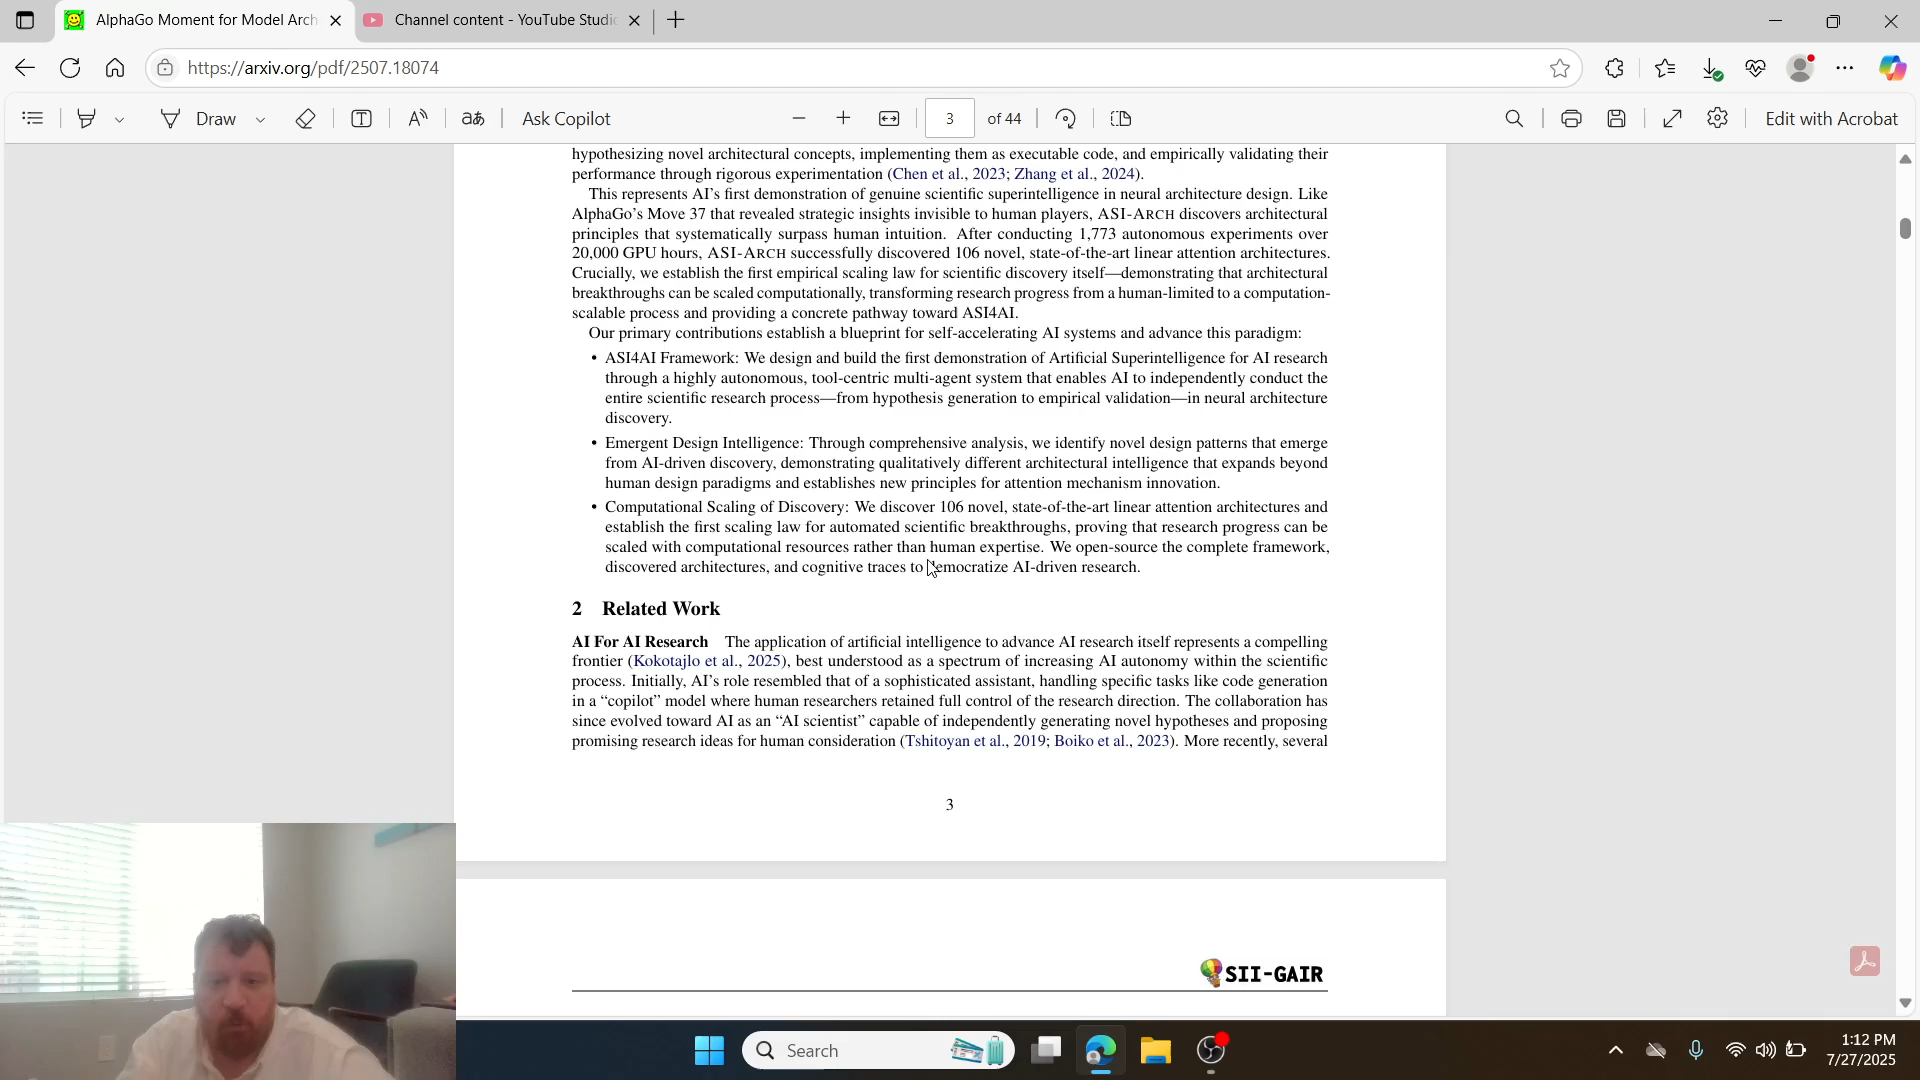 AlphaGo Moment for Model Arch
Channel content - YouTube Studio
https://arxiv.org/pdf/2507.18074
Draw
aあ
Ask Copilot
3
of 44
Edit with Acrobat
hypothesizing novel architectural concepts, implementing them as executable code, and empirically validating their
performance through rigorous experimentation (Chen et al., 2023; Zhang et al., 2024).
This represents AI's first demonstration of genuine scientific superintelligence in neural architecture design. Like
AlphaGo's Move 37 that revealed strategic insights invisible to human players, ASI-ARCH discovers architectural
principles that systematically surpass human intuition. After conducting 1,773 autonomous experiments over
20,000 GPU hours, ASI-ARCH successfully discovered 106 novel, state-of-the-art linear attention architectures.
Crucially, we establish the first empirical scaling law for scientific discovery itself—demonstrating that architectural
breakthroughs can be scaled computationally, transforming research progress from a human-limited to a computation-
scalable process and providing a concrete pathway toward ASI4AI.
Our primary contributions establish a blueprint for self-accelerating AI systems and advance this paradigm:
• ASI4AI Framework: We design and build the first demonstration of Artificial Superintelligence for AI research
through a highly autonomous, tool-centric multi-agent system that enables AI to independently conduct the
entire scientific research process—from hypothesis generation to empirical validation—in neural architecture
discovery.
• Emergent Design Intelligence: Through comprehensive analysis, we identify novel design patterns that emerge
from AI-driven discovery, demonstrating qualitatively different architectural intelligence that expands beyond
human design paradigms and establishes new principles for attention mechanism innovation.
• Computational Scaling of Discovery: We discover 106 novel, state-of-the-art linear attention architectures and
establish the first scaling law for automated scientific breakthroughs, proving that research progress can be
scaled with computational resources rather than human expertise. We open-source the complete framework,
discovered architectures, and cognitive traces to democratize AI-driven research.
2 Related Work
AI For AI Research The application of artificial intelligence to advance AI research itself represents a compelling
frontier (Kokotajlo et al., 2025), best understood as a spectrum of increasing AI autonomy within the scientific
process. Initially, AI's role resembled that of a sophisticated assistant, handling specific tasks like code generation
in a "copilot" model where human researchers retained full control of the research direction. The collaboration has
since evolved toward AI as an "AI scientist" capable of independently generating novel hypotheses and proposing
promising research ideas for human consideration (Tshitoyan et al., 2019; Boiko et al., 2023). More recently, several
3
SII-GAIR
Search
1:12 PM
7/27/2025